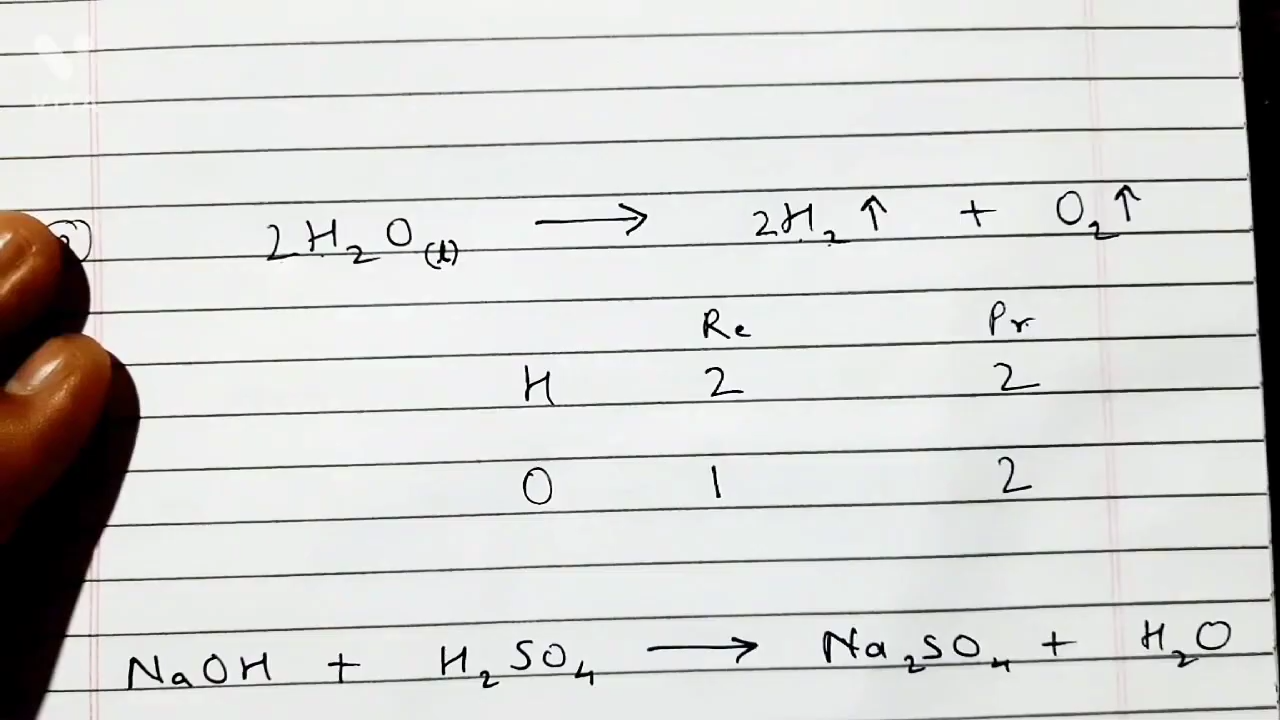 2H₂O(l) ⟶ 2H₂↑ + O₂↑
Re Pr
H 2 2
O 1 2
NaOH + H₂SO₄ ⟶ Na₂SO₄ + H₂O